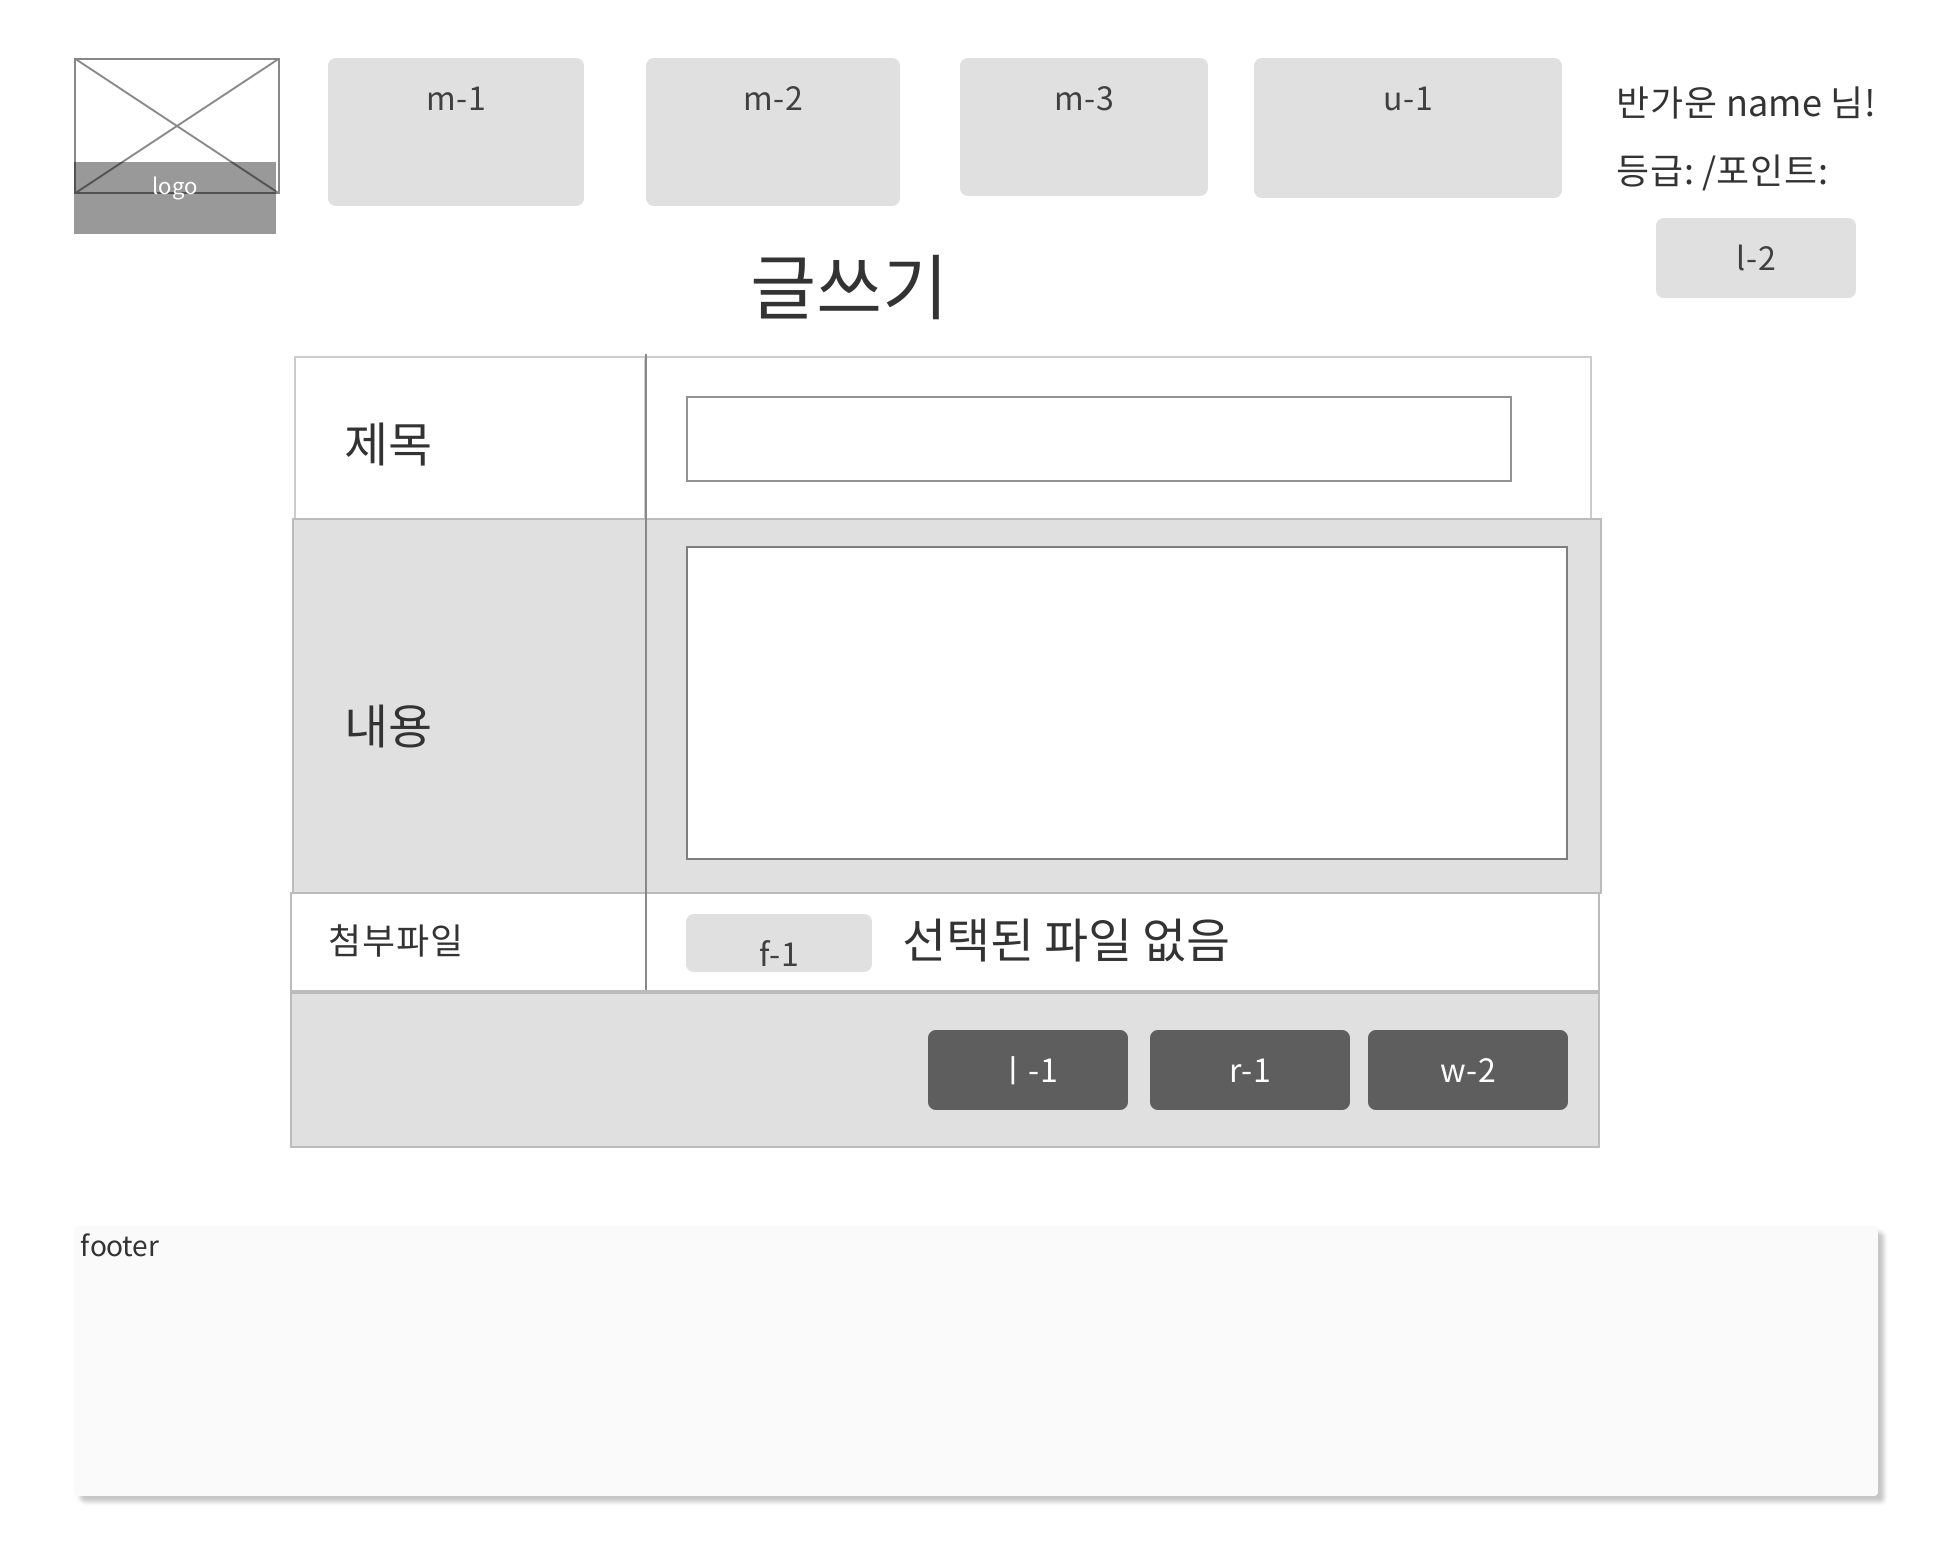 logo
m-1
m-2
m-3
u-1
반가운 name 님!
등급: /포인트:
l-2
글쓰기
제목
내용
첨부파일
f-1
선택된 파일 없음
ㅣ-1
r-1
w-2
footer